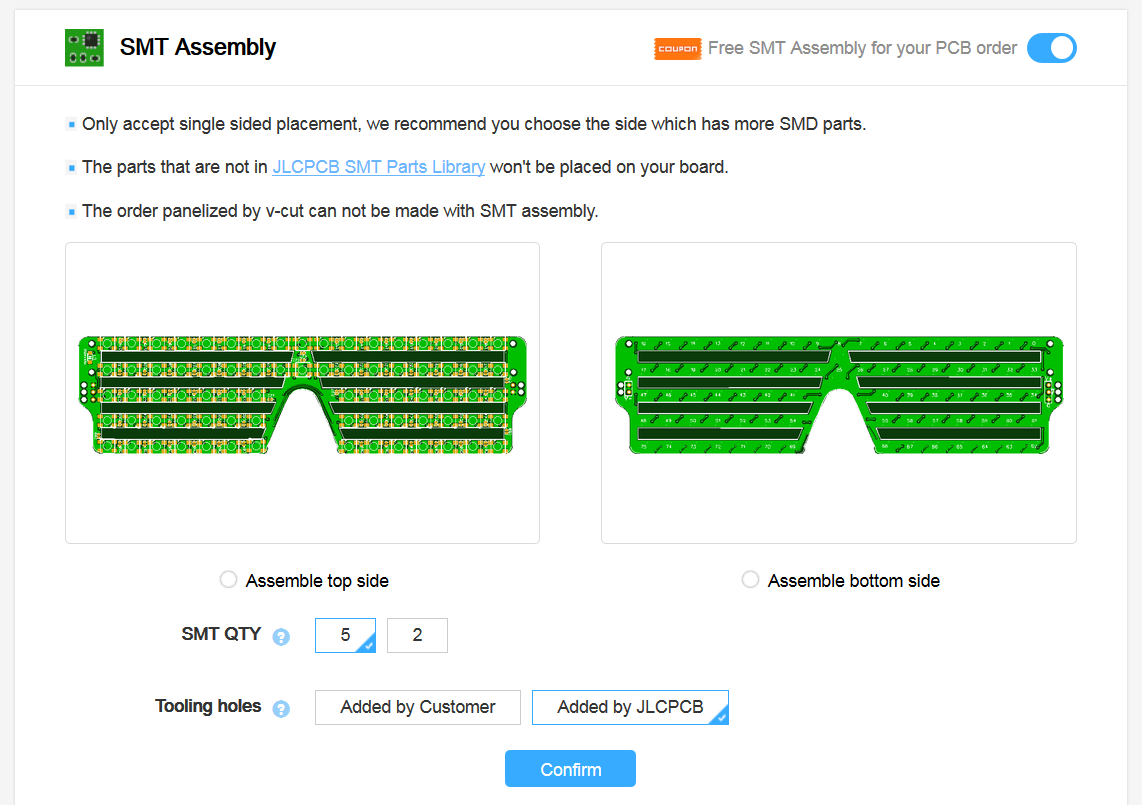 SMT Assembly
COUPON Free SMT Assembly for your PCB order
Only accept single sided placement, we recommend you choose the side which has more SMD parts.
The parts that are not in JLCPCB SMT Parts Library won't be placed on your board.
The order panelized by v-cut can not be made with SMT assembly.
Assemble top side
Assemble bottom side
SMT QTY ? 5 2
Tooling holes ? Added by Customer Added by JLCPCB
Confirm